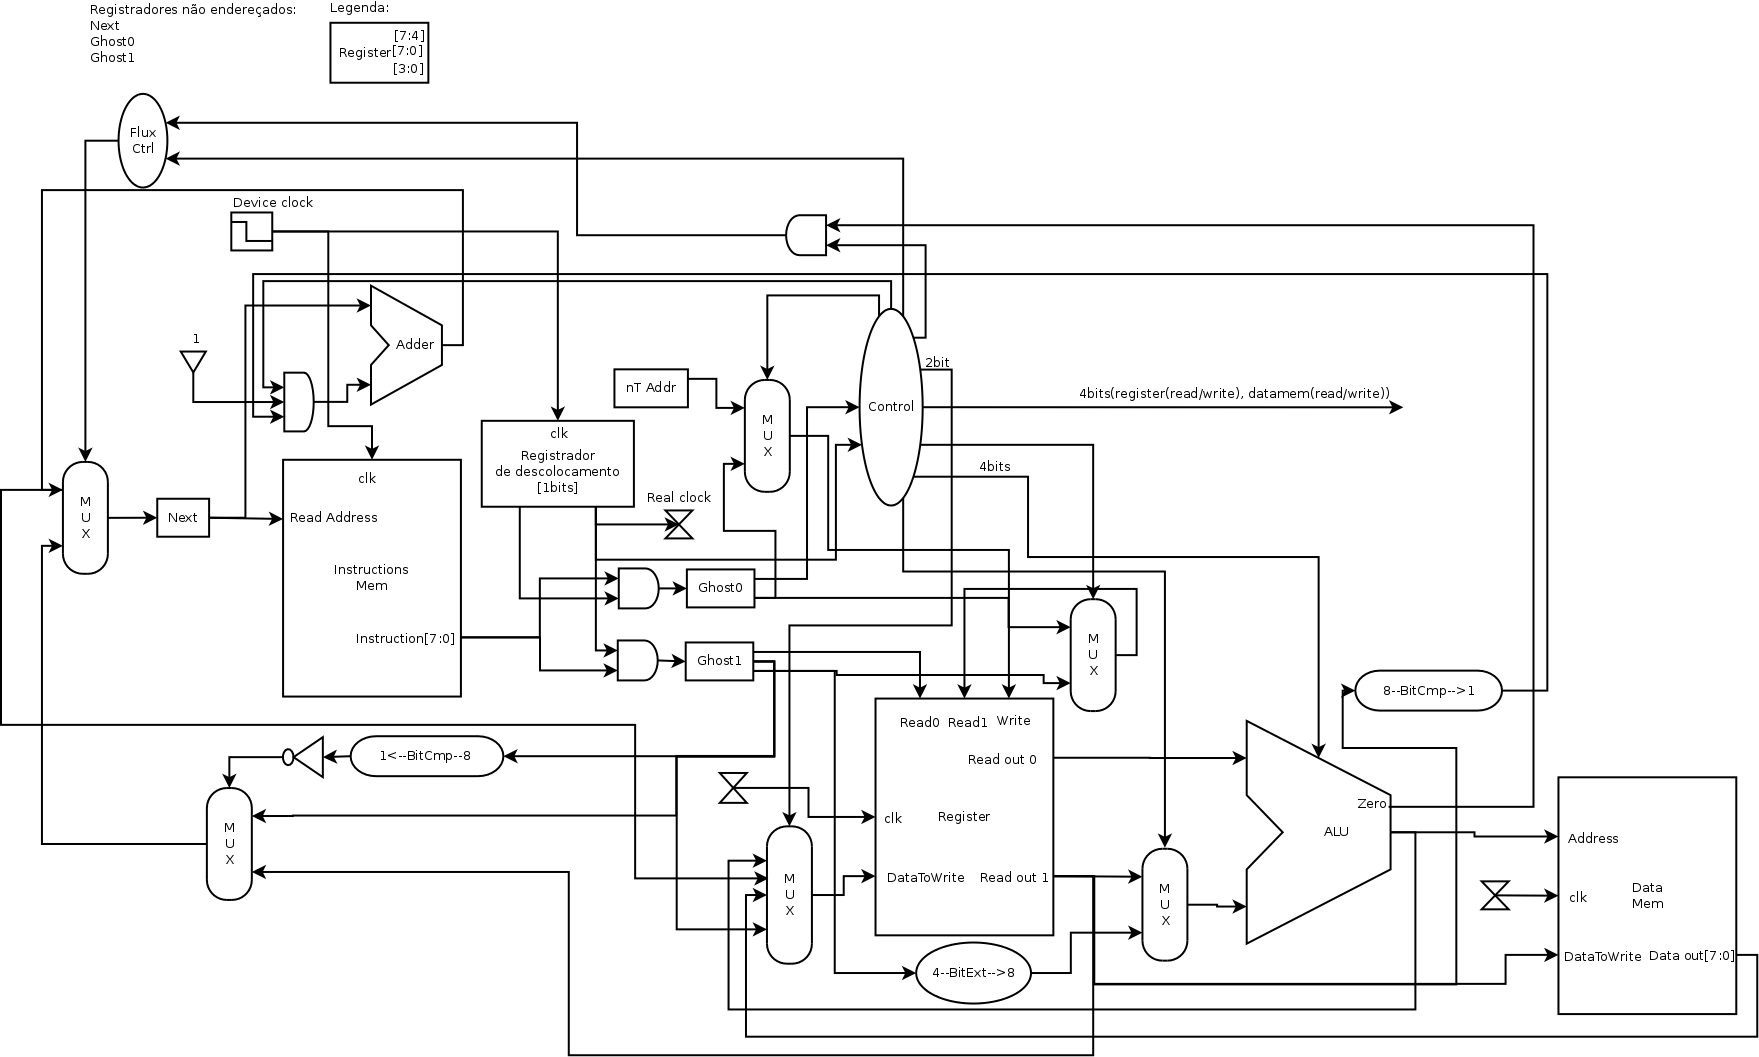 Registradores não endereçados:
Next
Ghost0
Ghost1
Legenda:
[7:4]
Register[7:0]
[3:0]
Flux
Ctrl
Device clock
1
Adder
nT Addr
M
U
X
Control
2bit
4bits(register(read/write), datamem(read/write))
4bits
clk
Registrador
de descolocamento
[1bits]
Real clock
M
U
X
Next
clk
Read Address
Instructions
Mem
Instruction[7:0]
Ghost0
Ghost1
M
U
X
8--BitCmp-->1
Read0 Read1 Write
Read out 0
clk
Register
DataToWrite Read out 1
1<--BitCmp--8
M
U
X
M
U
X
M
U
X
4--BitExt-->8
Zero
ALU
Address
clk
Data
Mem
DataToWrite Data out[7:0]